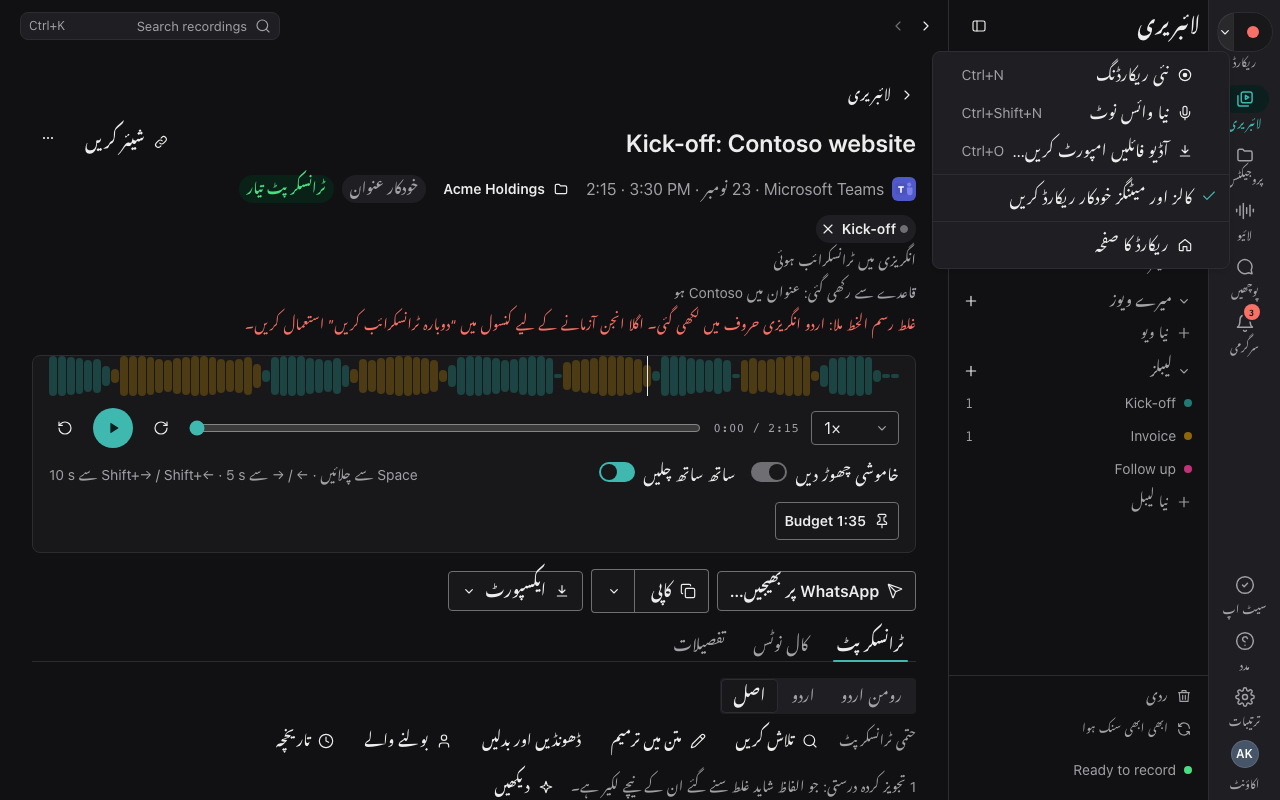 ریکارڈ
لائبریری
پروجیکٹس
لائیو
پوچھیں
3
سرگرمی
سیٹ اپ
مدد
ترتیبات
AK
اکاؤنٹ
لائبریری
نئی ریکارڈنگ Ctrl+N
نیا وائس نوٹ Ctrl+Shift+N
آڈیو فائلیں امپورٹ کریں... Ctrl+O
کالز اور میٹنگز خودکار ریکارڈ کریں
ریکارڈ کا صفحہ
میرے ویوز
نیا ویو
لیبلز
Kick-off 1
Invoice 1
Follow up
نیا لیبل
ردی
ابھی ابھی سنک ہوا
Ready to record
Search recordings Ctrl+K
لائبریری
Kick-off: Contoso website
شیئر کریں
Microsoft Teams · 23 نومبر · 3:30 PM · 2:15 Acme Holdings خودکار عنوان ٹرانسکرپٹ تیار
Kick-off
انگریزی میں ٹرانسکرائب ہوئی
قاعدے سے رکھی گئی: عنوان میں Contoso ہو
غلط رسم الخط ملا: اردو انگریزی حروف میں لکھی گئی۔ اگلا انجن آزمانے کے لیے کنسول میں "دوبارہ ٹرانسکرائب کریں" استعمال کریں۔
0:00 / 2:15 1×
خاموشی چھوڑ دیں ساتھ ساتھ چلیں
Space سے چلائیں · ← / → سے 5 s · Shift+← / Shift+→ سے 10 s
Budget 1:35
WhatsApp پر بھیجیں... کاپی ایکسپورٹ
ٹرانسکرپٹ کال نوٹس تفصیلات
رومن اردو اردو اصل
حتمی ٹرانسکرپٹ تلاش کریں متن میں ترمیم ڈھونڈیں اور بدلیں بولنے والے تاریخچہ
1 تجویز کردہ درستی: جو الفاظ شاید غلط سنے گئے ان کے نیچے لکیر ہے۔ دیکھیں